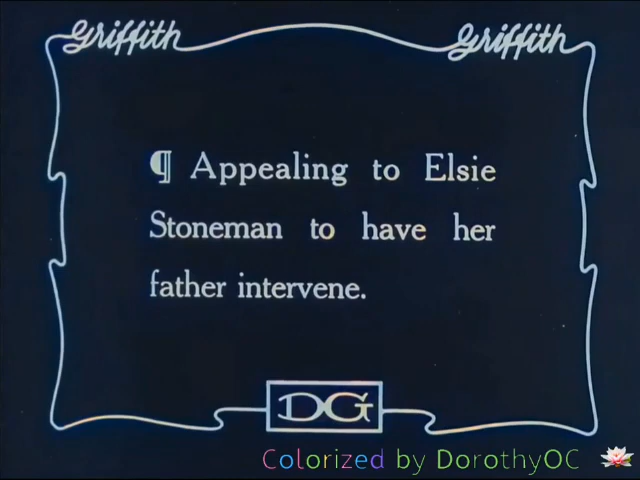 Griffith Griffith
¶ Appealing to Elsie
Stoneman to have her
father intervene.
DG
Colorized by DorothyOC